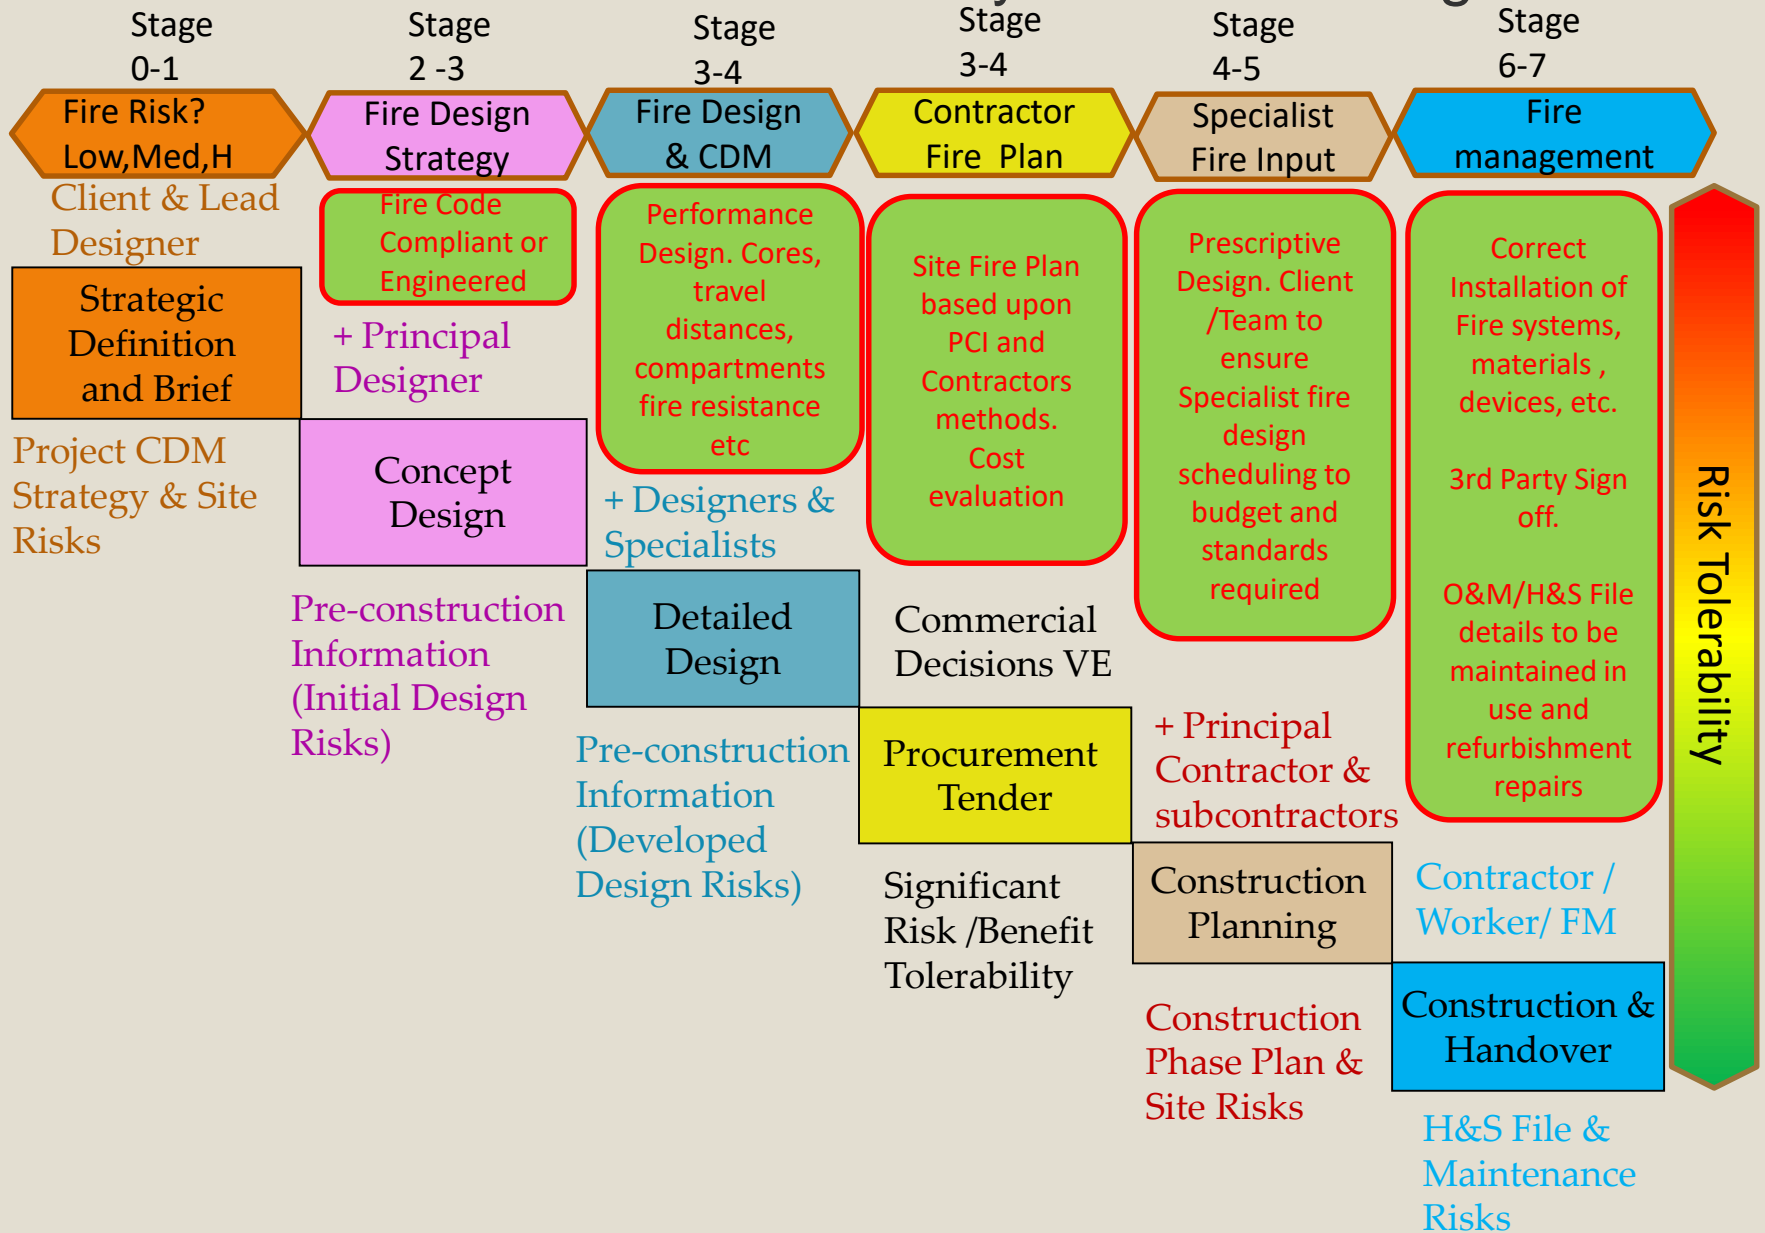 Stage
0-1
Stage
2 -3
Stage
3-4
Stage
3-4
Stage
4-5
Stage
6-7
Fire Risk?
Low,Med,H
Fire Design
Strategy
Fire Design
& CDM
Contractor
Fire Plan
Specialist
Fire Input
Fire
management
Client & Lead
Designer
Strategic
Definition
and Brief
Project CDM
Strategy & Site
Risks
Fire Code
Compliant or
Engineered
+ Principal
Designer
Concept
Design
Pre-construction
Information
(Initial Design
Risks)
Performance
Design. Cores,
travel
distances,
compartments
fire resistance
etc
+ Designers &
Specialists
Detailed
Design
Pre-construction
Information
(Developed
Design Risks)
Site Fire Plan
based upon
PCI and
Contractors
methods.
Cost
evaluation
Commercial
Decisions VE
Procurement
Tender
Significant
Risk /Benefit
Tolerability
Prescriptive
Design. Client
/Team to
ensure
Specialist fire
design
scheduling to
budget and
standards
required
+ Principal
Contractor &
subcontractors
Construction
Planning
Construction
Phase Plan &
Site Risks
Correct
Installation of
Fire systems,
materials ,
devices, etc.
3rd Party Sign
off.
O&M/H&S File
details to be
maintained in
use and
refurbishment
repairs
Contractor /
Worker/ FM
Construction &
Handover
H&S File &
Maintenance
Risks
Risk Tolerability